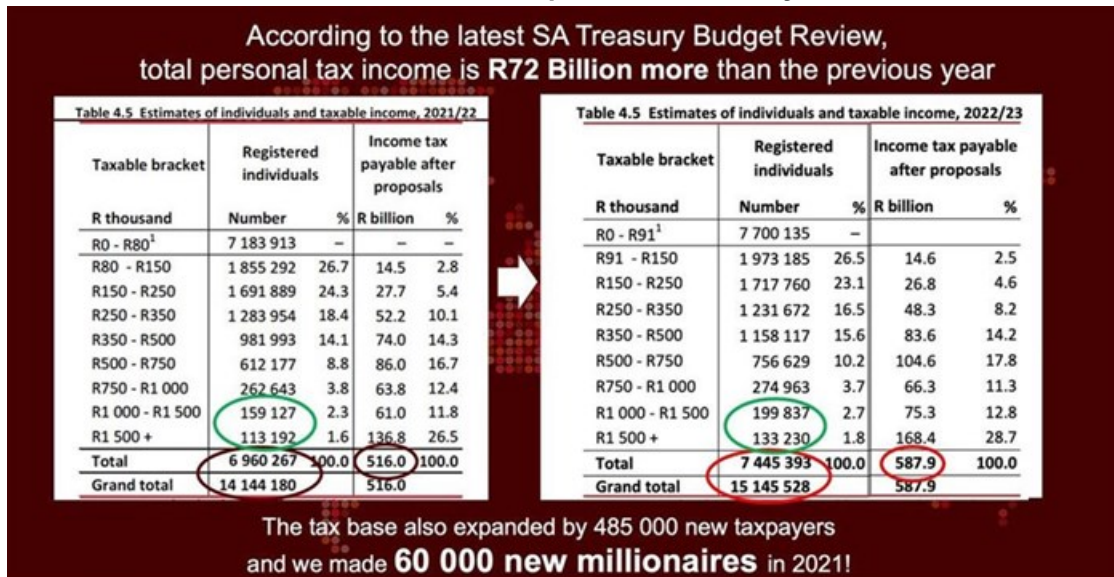 According to the latest SA Treasury Budget Review,
total personal tax income is R72 Billion more than the previous year
Table 4.5 Estimates of individuals and taxable income, 2021/22
Taxable bracket Registered individuals Income tax payable after proposals
R thousand Number % R billion %
R0 - R80¹ 7 183 913 – – –
R80 - R150 1 855 292 26.7 14.5 2.8
R150 - R250 1 691 889 24.3 27.7 5.4
R250 - R350 1 283 954 18.4 52.2 10.1
R350 - R500 981 993 14.1 74.0 14.3
R500 - R750 612 177 8.8 86.0 16.7
R750 - R1 000 262 643 3.8 63.8 12.4
R1 000 - R1 500 159 127 2.3 61.0 11.8
R1 500 + 113 192 1.6 136.8 26.5
Total 6 960 267 100.0 516.0 100.0
Grand total 14 144 180 516.0
Table 4.5 Estimates of individuals and taxable income, 2022/23
Taxable bracket Registered individuals Income tax payable after proposals
R thousand Number % R billion %
R0 - R91¹ 7 700 135 –
R91 - R150 1 973 185 26.5 14.6 2.5
R150 - R250 1 717 760 23.1 26.8 4.6
R250 - R350 1 231 672 16.5 48.3 8.2
R350 - R500 1 158 117 15.6 83.6 14.2
R500 - R750 756 629 10.2 104.6 17.8
R750 - R1 000 274 963 3.7 66.3 11.3
R1 000 - R1 500 199 837 2.7 75.3 12.8
R1 500 + 133 230 1.8 168.4 28.7
Total 7 445 393 100.0 587.9 100.0
Grand total 15 145 528 587.9
The tax base also expanded by 485 000 new taxpayers
and we made 60 000 new millionaires in 2021!